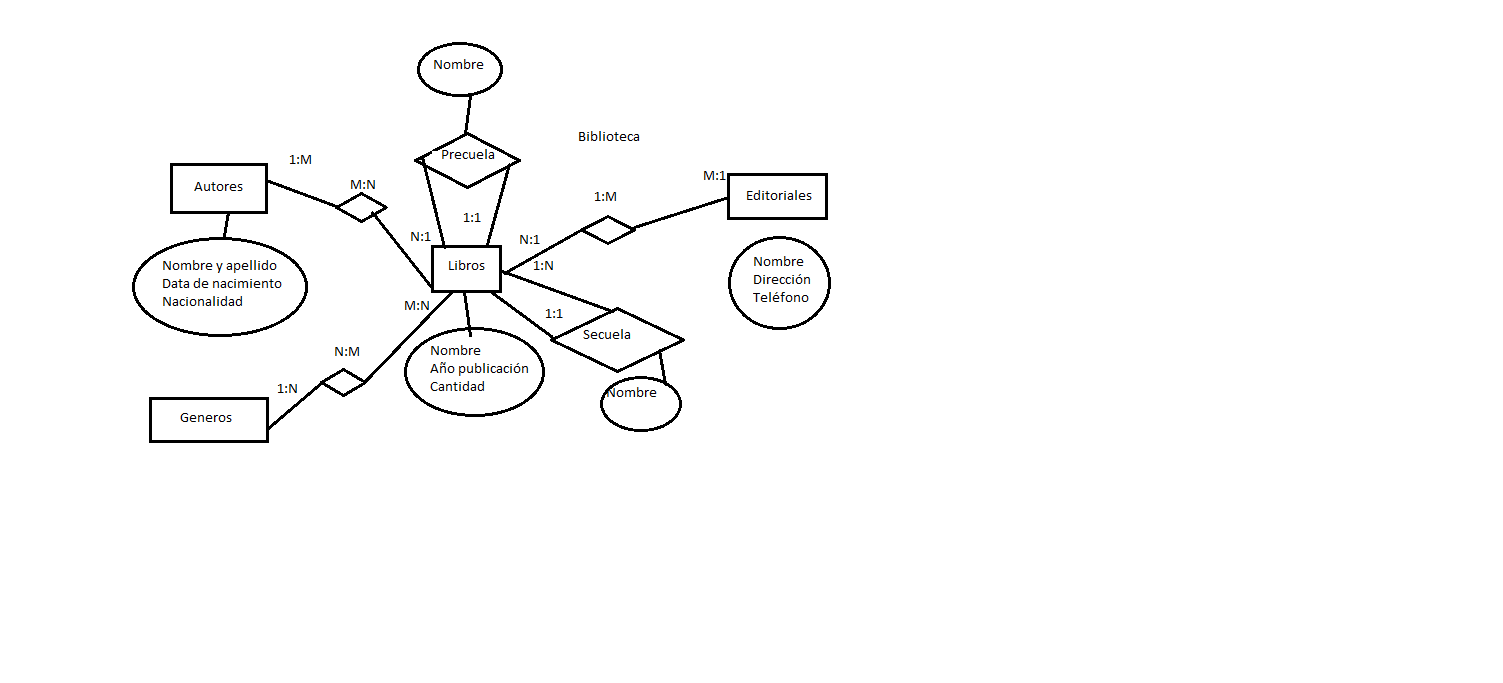 Nombre
Biblioteca
Precuela
1:M
M:N
Autores
M:1
1:M
Editoriales
1:1
N:1
N:1
Libros
1:N
Nombre y apellido
Data de nacimiento
Nacionalidad
Nombre
Dirección
Teléfono
M:N
1:1
Secuela
N:M
Nombre
Año publicación
Cantidad
1:N
Nombre
Generos